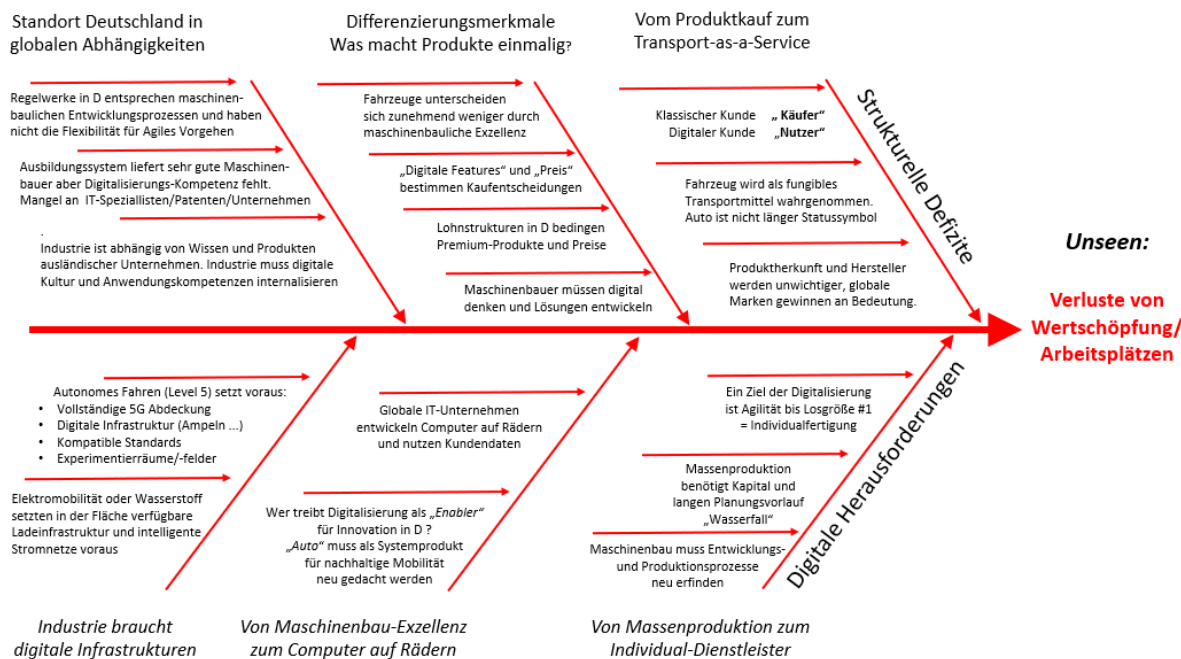 Standort Deutschland in
globalen Abhängigkeiten
Regelwerke in D entsprechen maschinen-
baulichen Entwicklungsprozessen und haben
nicht die Flexibilität für Agiles Vorgehen
Ausbildungssystem liefert sehr gute Maschinen-
bauer aber Digitalisierungs-Kompetenz fehlt.
Mangel an IT-Speziallisten/Patenten/Unternehmen
.
Industrie ist abhängig von Wissen und Produkten
ausländischer Unternehmen. Industrie muss digitale
Kultur und Anwendungskompetenzen internalisieren
Differenzierungsmerkmale
Was macht Produkte einmalig?
Fahrzeuge unterscheiden
sich zunehmend weniger durch
maschinenbauliche Exzellenz
„Digitale Features“ und „Preis“
bestimmen Kaufentscheidungen
Lohnstrukturen in D bedingen
Premium-Produkte und Preise
Maschinenbauer müssen digital
denken und Lösungen entwickeln
Vom Produktkauf zum
Transport-as-a-Service
Klassischer Kunde „ Käufer“
Digitaler Kunde „Nutzer“
Fahrzeug wird als fungibles
Transportmittel wahrgenommen.
Auto ist nicht länger Statussymbol
Produktherkunft und Hersteller
werden unwichtiger, globale
Marken gewinnen an Bedeutung.
Strukturelle Defizite
Unseen:
Verluste von
Wertschöpfung/
Arbeitsplätzen
Autonomes Fahren (Level 5) setzt voraus:
• Vollständige 5G Abdeckung
• Digitale Infrastruktur (Ampeln ...)
• Kompatible Standards
• Experimentierräume/-felder
Elektromobilität oder Wasserstoff
setzten in der Fläche verfügbare
Ladeinfrastruktur und intelligente
Stromnetze voraus
Industrie braucht
digitale Infrastrukturen
Globale IT-Unternehmen
entwickeln Computer auf Rädern
und nutzen Kundendaten
Wer treibt Digitalisierung als „Enabler“
für Innovation in D ?
„Auto“ muss als Systemprodukt
für nachhaltige Mobilität
neu gedacht werden
Von Maschinenbau-Exzellenz
zum Computer auf Rädern
Ein Ziel der Digitalisierung
ist Agilität bis Losgröße #1
= Individualfertigung
Massenproduktion
benötigt Kapital und
langen Planungsvorlauf
„Wasserfall“
Maschinenbau muss Entwicklungs-
und Produktionsprozesse
neu erfinden
Von Massenproduktion zum
Individual-Dienstleister
Digitale Herausforderungen